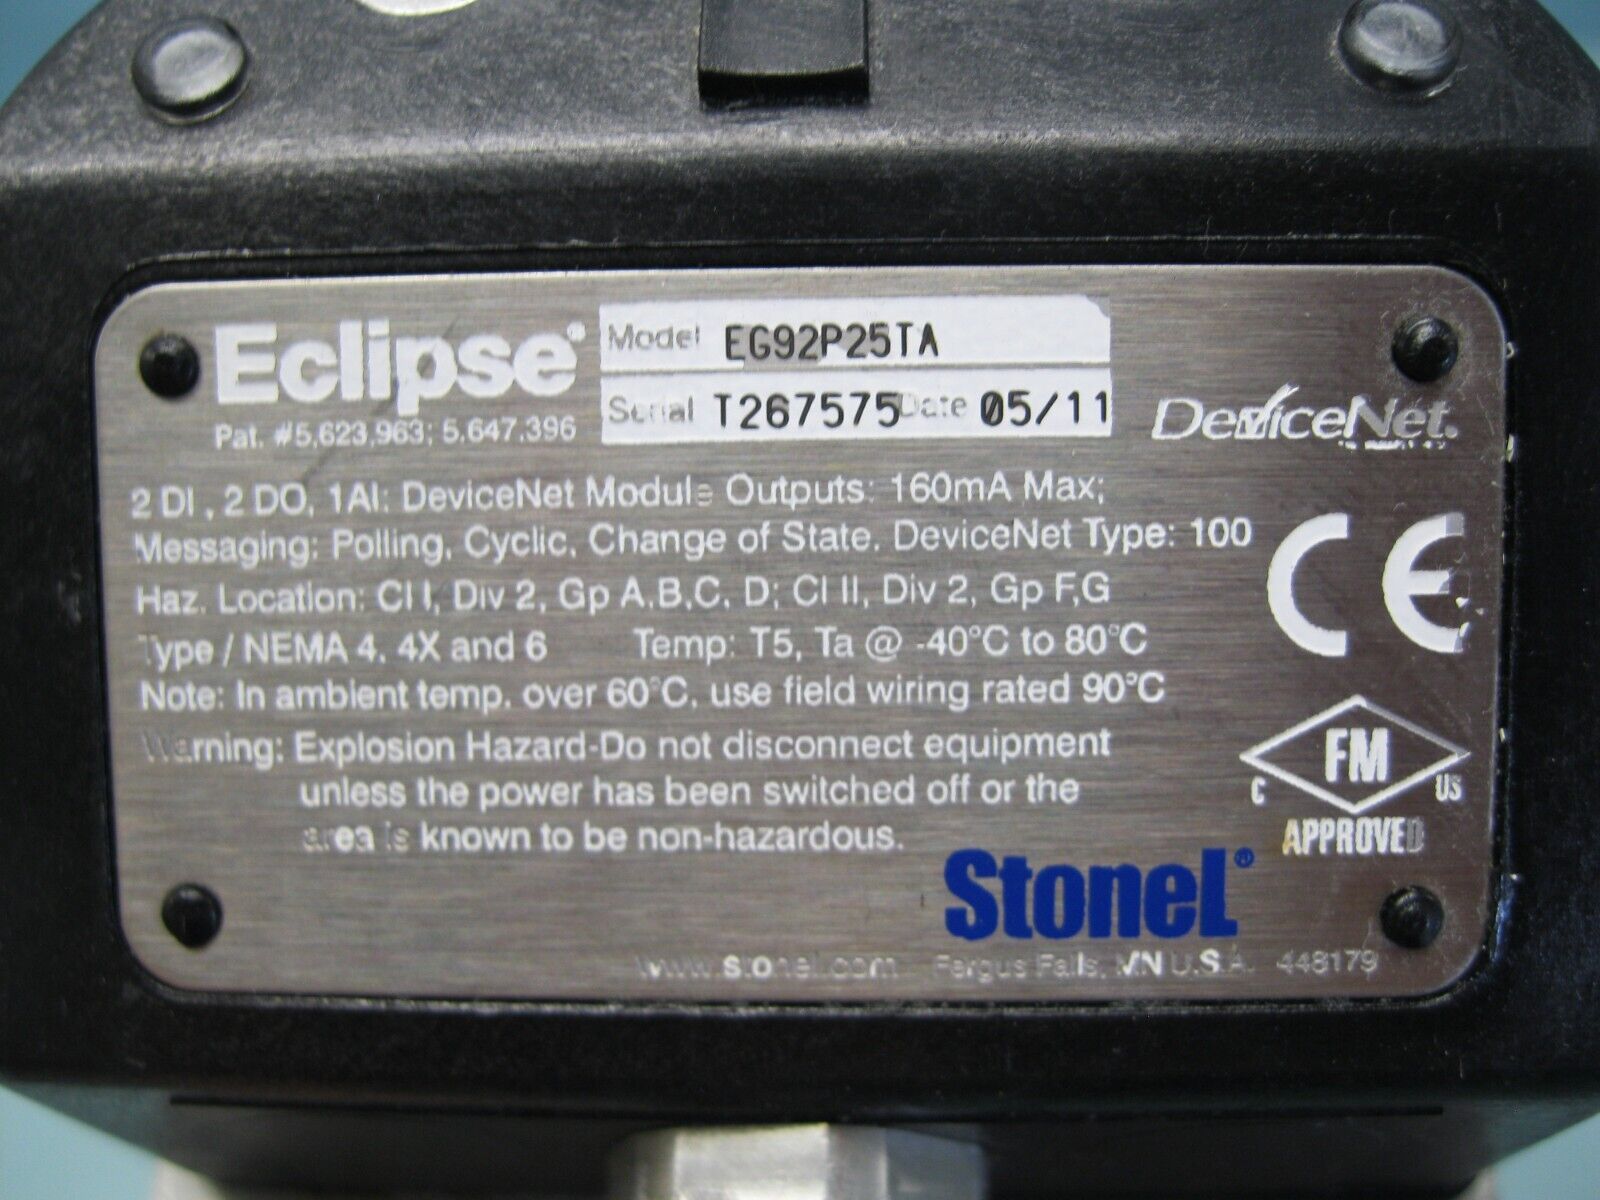 Eclipse®
Pat. #5,623,963; 5,647,396
Model EG92P25TA
Serial T267575 Date 05/11
DeviceNet.
2 DI, 2 DO, 1AI: DeviceNet Module Outputs: 160mA Max;
Messaging: Polling, Cyclic, Change of State. DeviceNet Type: 100
Haz. Location: Cl I, Div 2, Gp A,B,C, D; Cl II, Div 2, Gp F,G
Type / NEMA 4, 4X and 6 Temp: T5, Ta @ -40°C to 80°C
Note: In ambient temp. over 60°C, use field wiring rated 90°C
Warning: Explosion Hazard-Do not disconnect equipment
unless the power has been switched off or the
area is known to be non-hazardous.
CE
FM
C US
APPROVED
StoneL®
www.stonel.com Fergus Falls, MN U.S.A. 448179